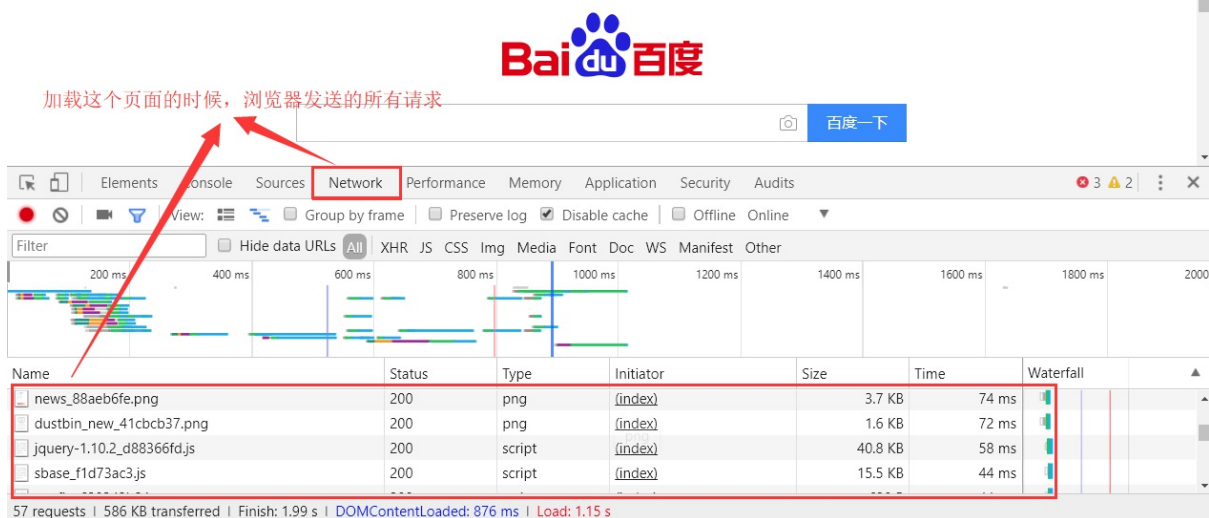 Bai du 百度
加载这个页面的时候，浏览器发送的所有请求
百度一下
Elements Console Sources Network Performance Memory Application Security Audits 3 2
View: Group by frame Preserve log Disable cache Offline Online
Filter Hide data URLs All XHR JS CSS Img Media Font Doc WS Manifest Other
200 ms 400 ms 600 ms 800 ms 1000 ms 1200 ms 1400 ms 1600 ms 1800 ms 2000
Name Status Type Initiator Size Time Waterfall
news_88aeb6fe.png 200 png (index) 3.7 KB 74 ms
dustbin_new_41cbcb37.png 200 png (index) 1.6 KB 72 ms
jquery-1.10.2_d88366fd.js 200 script (index) 40.8 KB 58 ms
sbase_f1d73ac3.js 200 script (index) 15.5 KB 44 ms
57 requests | 586 KB transferred | Finish: 1.99 s | DOMContentLoaded: 876 ms | Load: 1.15 s